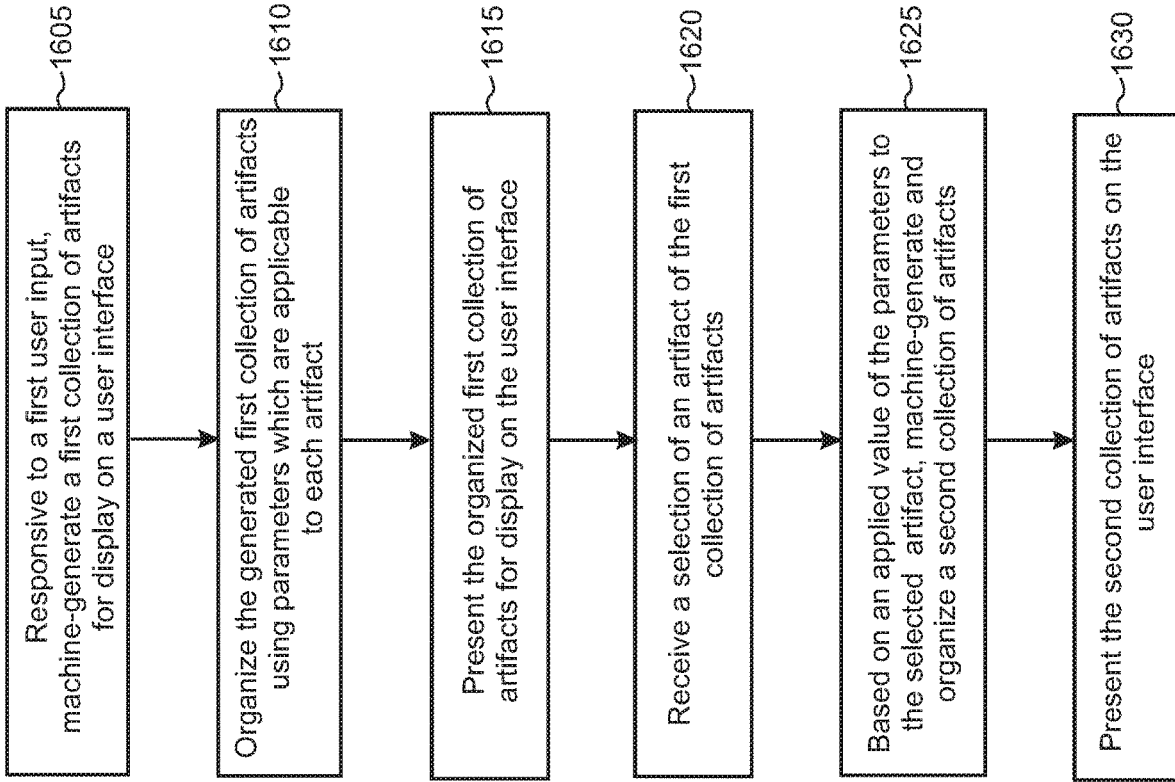 Responsive to a first user input,
machine-generate a first collection of artifacts
for display on a user interface
1605
Organize the generated first collection of artifacts
using parameters which are applicable
to each artifact
1610
Present the organized first collection of
artifacts for display on the user interface
1615
Receive a selection of an artifact of the first
collection of artifacts
1620
Based on an applied value of the parameters to
the selected artifact, machine-generate and
organize a second collection of artifacts
1625
Present the second collection of artifacts on the
user interface
1630